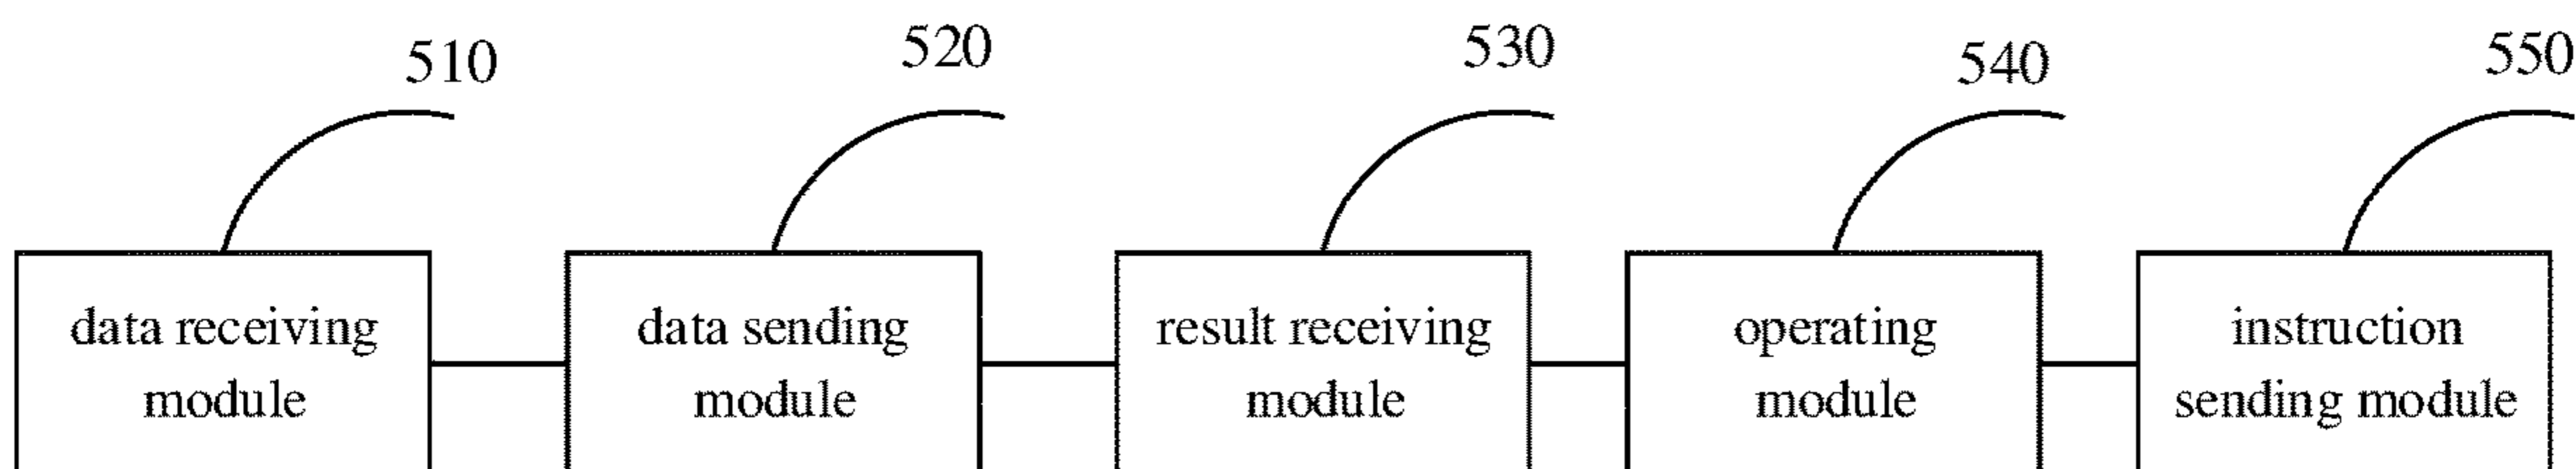 510
520
530
540
550
data receiving
module
data sending
module
result receiving
module
operating
module
instruction
sending module